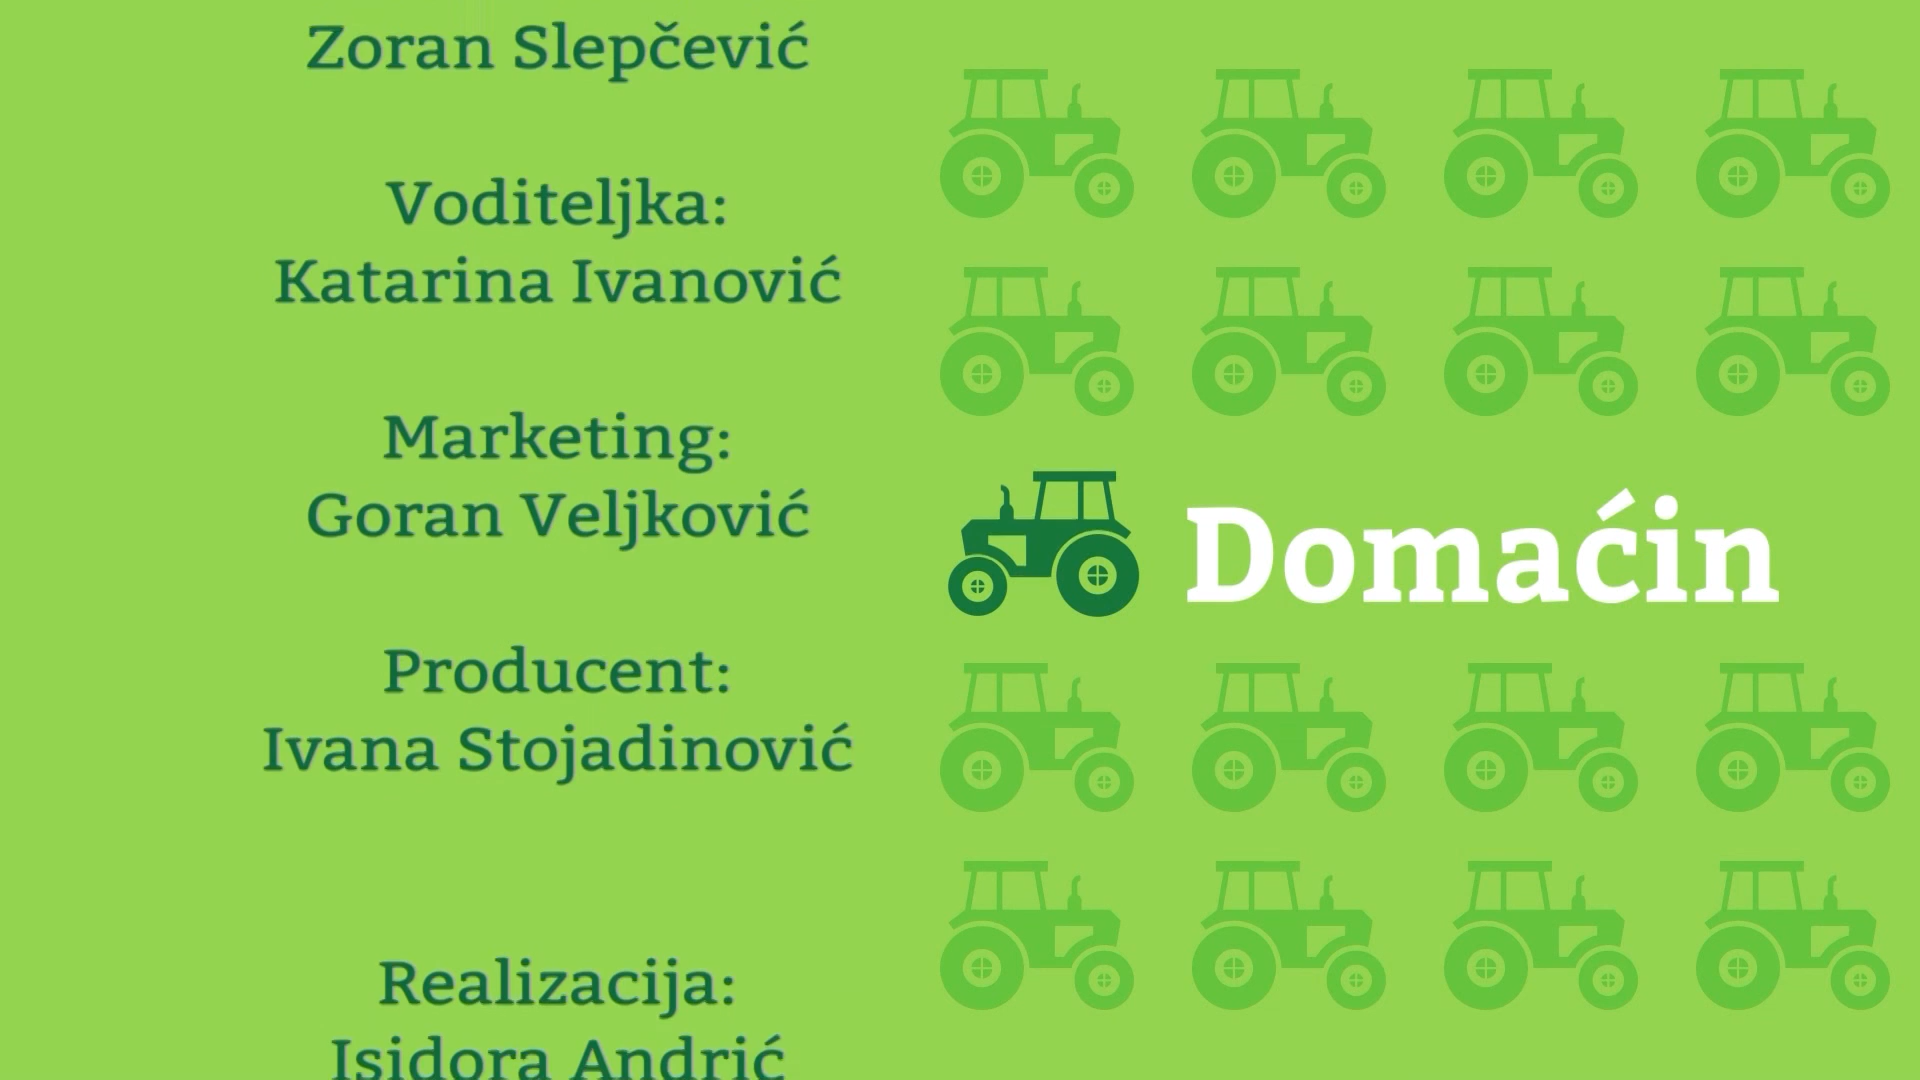 Zoran Slepčević
Voditeljka:
Katarina Ivanović
Marketing:
Goran Veljković
Producent:
Ivana Stojadinović
Realizacija:
Isidora Andrić
Domaćin